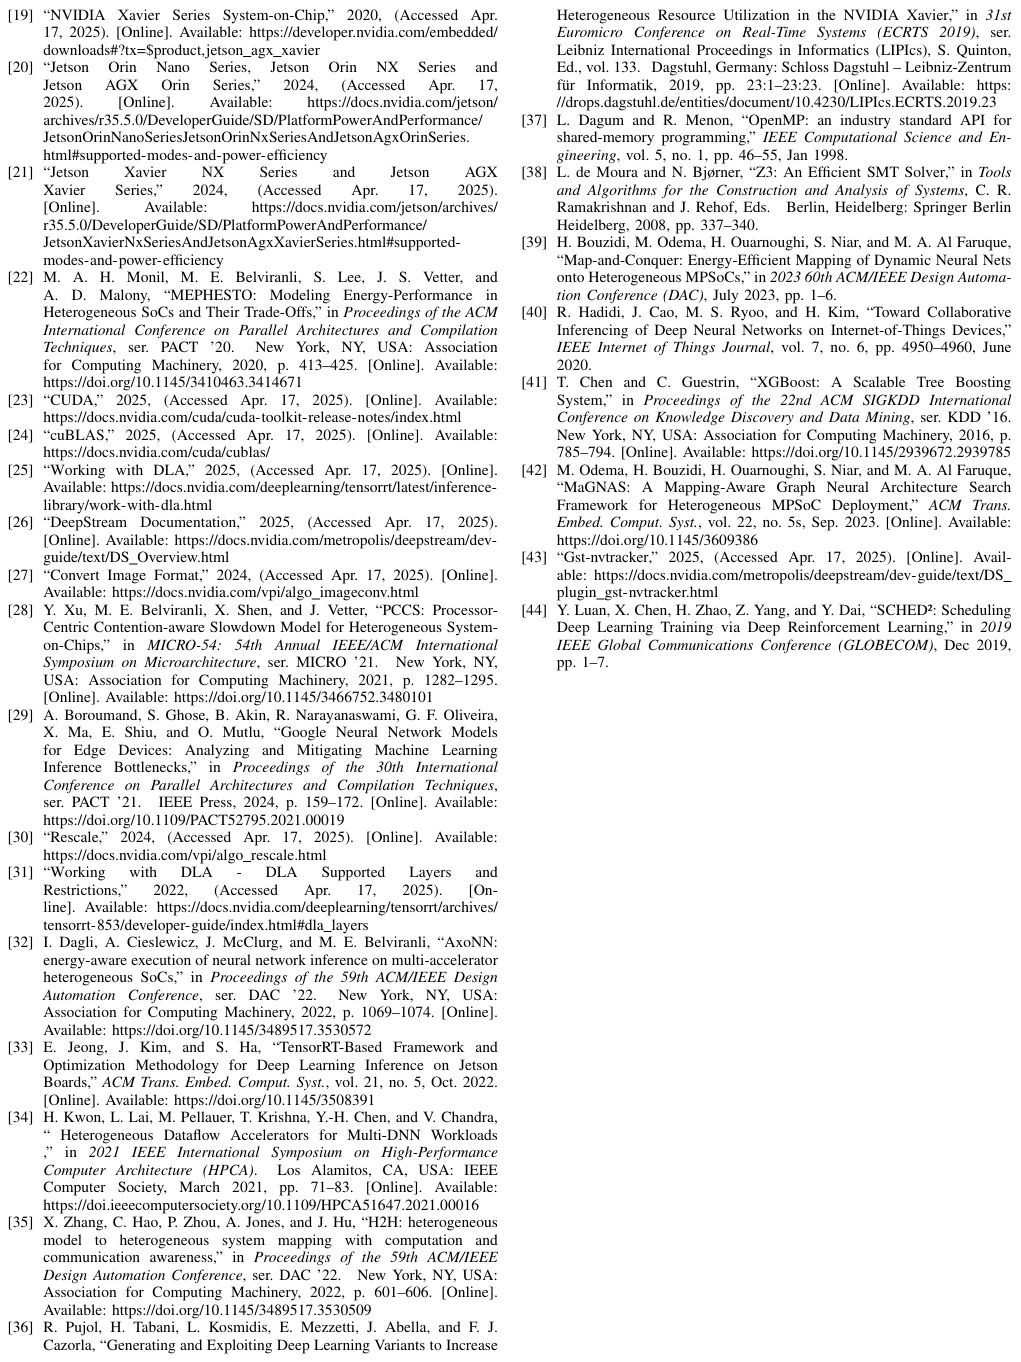 [19] “NVIDIA Xavier Series System-on-Chip,” 2020, (Accessed Apr.
17, 2025). [Online]. Available: https://developer.nvidia.com/embedded/
downloads#?tx=$product,jetson_agx_xavier
[20] “Jetson Orin Nano Series, Jetson Orin NX Series and
Jetson AGX Orin Series,” 2024, (Accessed Apr. 17,
2025). [Online]. Available: https://docs.nvidia.com/jetson/
archives/r35.5.0/DeveloperGuide/SD/PlatformPowerAndPerformance/
JetsonOrinNanoSeriesJetsonOrinNxSeriesAndJetsonAgxOrinSeries.
html#supported-modes-and-power-efficiency
[21] “Jetson Xavier NX Series and Jetson AGX
Xavier Series,” 2024, (Accessed Apr. 17, 2025).
[Online]. Available: https://docs.nvidia.com/jetson/archives/
r35.5.0/DeveloperGuide/SD/PlatformPowerAndPerformance/
JetsonXavierNxSeriesAndJetsonAgxXavierSeries.html#supported-
modes-and-power-efficiency
[22] M. A. H. Monil, M. E. Belviranli, S. Lee, J. S. Vetter, and
A. D. Malony, “MEPHESTO: Modeling Energy-Performance in
Heterogeneous SoCs and Their Trade-Offs,” in Proceedings of the ACM
International Conference on Parallel Architectures and Compilation
Techniques, ser. PACT ’20. New York, NY, USA: Association
for Computing Machinery, 2020, p. 413–425. [Online]. Available:
https://doi.org/10.1145/3410463.3414671
[23] “CUDA,” 2025, (Accessed Apr. 17, 2025). [Online]. Available:
https://docs.nvidia.com/cuda/cuda-toolkit-release-notes/index.html
[24] “cuBLAS,” 2025, (Accessed Apr. 17, 2025). [Online]. Available:
https://docs.nvidia.com/cuda/cublas/
[25] “Working with DLA,” 2025, (Accessed Apr. 17, 2025). [Online].
Available: https://docs.nvidia.com/deeplearning/tensorrt/latest/inference-
library/work-with-dla.html
[26] “DeepStream Documentation,” 2025, (Accessed Apr. 17, 2025).
[Online]. Available: https://docs.nvidia.com/metropolis/deepstream/dev-
guide/text/DS_Overview.html
[27] “Convert Image Format,” 2024, (Accessed Apr. 17, 2025). [Online].
Available: https://docs.nvidia.com/vpi/algo_imageconv.html
[28] Y. Xu, M. E. Belviranli, X. Shen, and J. Vetter, “PCCS: Processor-
Centric Contention-aware Slowdown Model for Heterogeneous System-
on-Chips,” in MICRO-54: 54th Annual IEEE/ACM International
Symposium on Microarchitecture, ser. MICRO ’21. New York, NY,
USA: Association for Computing Machinery, 2021, p. 1282–1295.
[Online]. Available: https://doi.org/10.1145/3466752.3480101
[29] A. Boroumand, S. Ghose, B. Akin, R. Narayanaswami, G. F. Oliveira,
X. Ma, E. Shiu, and O. Mutlu, “Google Neural Network Models
for Edge Devices: Analyzing and Mitigating Machine Learning
Inference Bottlenecks,” in Proceedings of the 30th International
Conference on Parallel Architectures and Compilation Techniques,
ser. PACT ’21. IEEE Press, 2024, p. 159–172. [Online]. Available:
https://doi.org/10.1109/PACT52795.2021.00019
[30] “Rescale,” 2024, (Accessed Apr. 17, 2025). [Online]. Available:
https://docs.nvidia.com/vpi/algo_rescale.html
[31] “Working with DLA - DLA Supported Layers and
Restrictions,” 2022, (Accessed Apr. 17, 2025). [On-
line]. Available: https://docs.nvidia.com/deeplearning/tensorrt/archives/
tensorrt-853/developer-guide/index.html#dla_layers
[32] I. Dagli, A. Cieslewicz, J. McClurg, and M. E. Belviranli, “AxoNN:
energy-aware execution of neural network inference on multi-accelerator
heterogeneous SoCs,” in Proceedings of the 59th ACM/IEEE Design
Automation Conference, ser. DAC ’22. New York, NY, USA:
Association for Computing Machinery, 2022, p. 1069–1074. [Online].
Available: https://doi.org/10.1145/3489517.3530572
[33] E. Jeong, J. Kim, and S. Ha, “TensorRT-Based Framework and
Optimization Methodology for Deep Learning Inference on Jetson
Boards,” ACM Trans. Embed. Comput. Syst., vol. 21, no. 5, Oct. 2022.
[Online]. Available: https://doi.org/10.1145/3508391
[34] H. Kwon, L. Lai, M. Pellauer, T. Krishna, Y.-H. Chen, and V. Chandra,
“ Heterogeneous Dataflow Accelerators for Multi-DNN Workloads
,” in 2021 IEEE International Symposium on High-Performance
Computer Architecture (HPCA). Los Alamitos, CA, USA: IEEE
Computer Society, March 2021, pp. 71–83. [Online]. Available:
https://doi.ieeecomputersociety.org/10.1109/HPCA51647.2021.00016
[35] X. Zhang, C. Hao, P. Zhou, A. Jones, and J. Hu, “H2H: heterogeneous
model to heterogeneous system mapping with computation and
communication awareness,” in Proceedings of the 59th ACM/IEEE
Design Automation Conference, ser. DAC ’22. New York, NY, USA:
Association for Computing Machinery, 2022, p. 601–606. [Online].
Available: https://doi.org/10.1145/3489517.3530509
[36] R. Pujol, H. Tabani, L. Kosmidis, E. Mezzetti, J. Abella, and F. J.
Cazorla, “Generating and Exploiting Deep Learning Variants to Increase
Heterogeneous Resource Utilization in the NVIDIA Xavier,” in 31st
Euromicro Conference on Real-Time Systems (ECRTS 2019), ser.
Leibniz International Proceedings in Informatics (LIPIcs), S. Quinton,
Ed., vol. 133. Dagstuhl, Germany: Schloss Dagstuhl – Leibniz-Zentrum
für Informatik, 2019, pp. 23:1–23:23. [Online]. Available: https:
//drops.dagstuhl.de/entities/document/10.4230/LIPIcs.ECRTS.2019.23
[37] L. Dagum and R. Menon, “OpenMP: an industry standard API for
shared-memory programming,” IEEE Computational Science and En-
gineering, vol. 5, no. 1, pp. 46–55, Jan 1998.
[38] L. de Moura and N. Bjørner, “Z3: An Efficient SMT Solver,” in Tools
and Algorithms for the Construction and Analysis of Systems, C. R.
Ramakrishnan and J. Rehof, Eds. Berlin, Heidelberg: Springer Berlin
Heidelberg, 2008, pp. 337–340.
[39] H. Bouzidi, M. Odema, H. Ouarnoughi, S. Niar, and M. A. Al Faruque,
“Map-and-Conquer: Energy-Efficient Mapping of Dynamic Neural Nets
onto Heterogeneous MPSoCs,” in 2023 60th ACM/IEEE Design Automa-
tion Conference (DAC), July 2023, pp. 1–6.
[40] R. Hadidi, J. Cao, M. S. Ryoo, and H. Kim, “Toward Collaborative
Inferencing of Deep Neural Networks on Internet-of-Things Devices,”
IEEE Internet of Things Journal, vol. 7, no. 6, pp. 4950–4960, June
2020.
[41] T. Chen and C. Guestrin, “XGBoost: A Scalable Tree Boosting
System,” in Proceedings of the 22nd ACM SIGKDD International
Conference on Knowledge Discovery and Data Mining, ser. KDD ’16.
New York, NY, USA: Association for Computing Machinery, 2016, p.
785–794. [Online]. Available: https://doi.org/10.1145/2939672.2939785
[42] M. Odema, H. Bouzidi, H. Ouarnoughi, S. Niar, and M. A. Al Faruque,
“MaGNAS: A Mapping-Aware Graph Neural Architecture Search
Framework for Heterogeneous MPSoC Deployment,” ACM Trans.
Embed. Comput. Syst., vol. 22, no. 5s, Sep. 2023. [Online]. Available:
https://doi.org/10.1145/3609386
[43] “Gst-nvtracker,” 2025, (Accessed Apr. 17, 2025). [Online]. Avail-
able: https://docs.nvidia.com/metropolis/deepstream/dev-guide/text/DS_
plugin_gst-nvtracker.html
[44] Y. Luan, X. Chen, H. Zhao, Z. Yang, and Y. Dai, “SCHED²: Scheduling
Deep Learning Training via Deep Reinforcement Learning,” in 2019
IEEE Global Communications Conference (GLOBECOM), Dec 2019,
pp. 1–7.